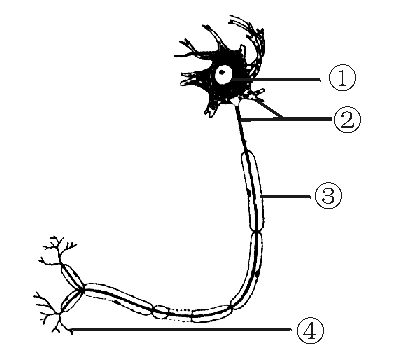 ①
②
③
④